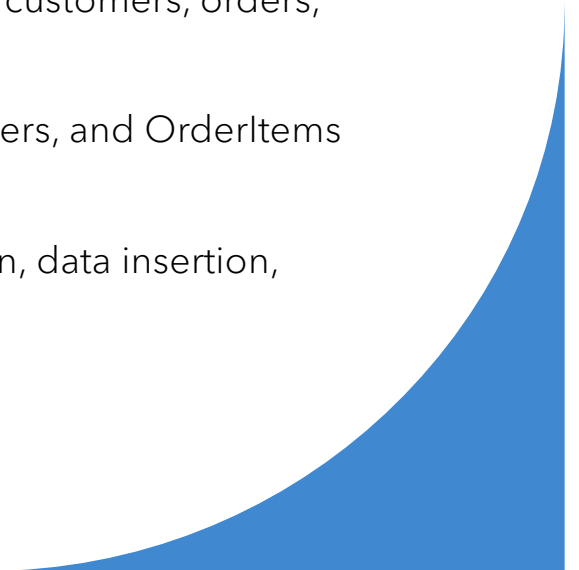 customers, orders,
ers, and OrderItems
n, data insertion,